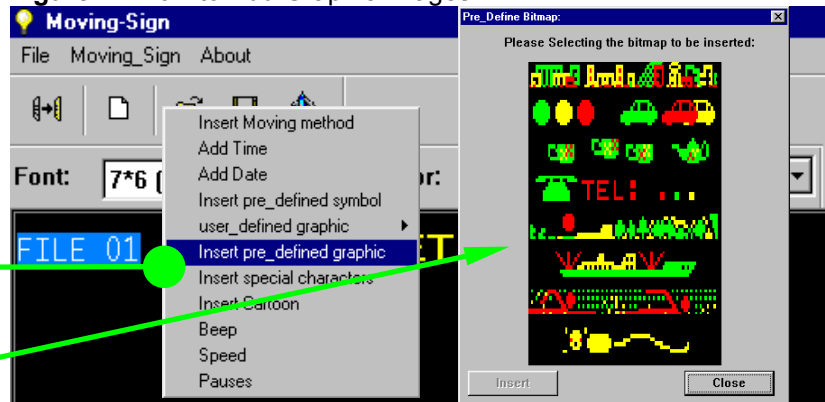 Moving-Sign
File Moving_Sign About
Font: 7*6 (
or:
FILE 01
Insert Moving method
Add Time
Add Date
Insert pre_defined symbol
user_defined graphic
Insert pre_defined graphic
Insert special characters
Insert Cartoon
Beep
Speed
Pauses
Pre_Define Bitmap:
Please Selecting the bitmap to be inserted:
TEL: ...
Insert
Close